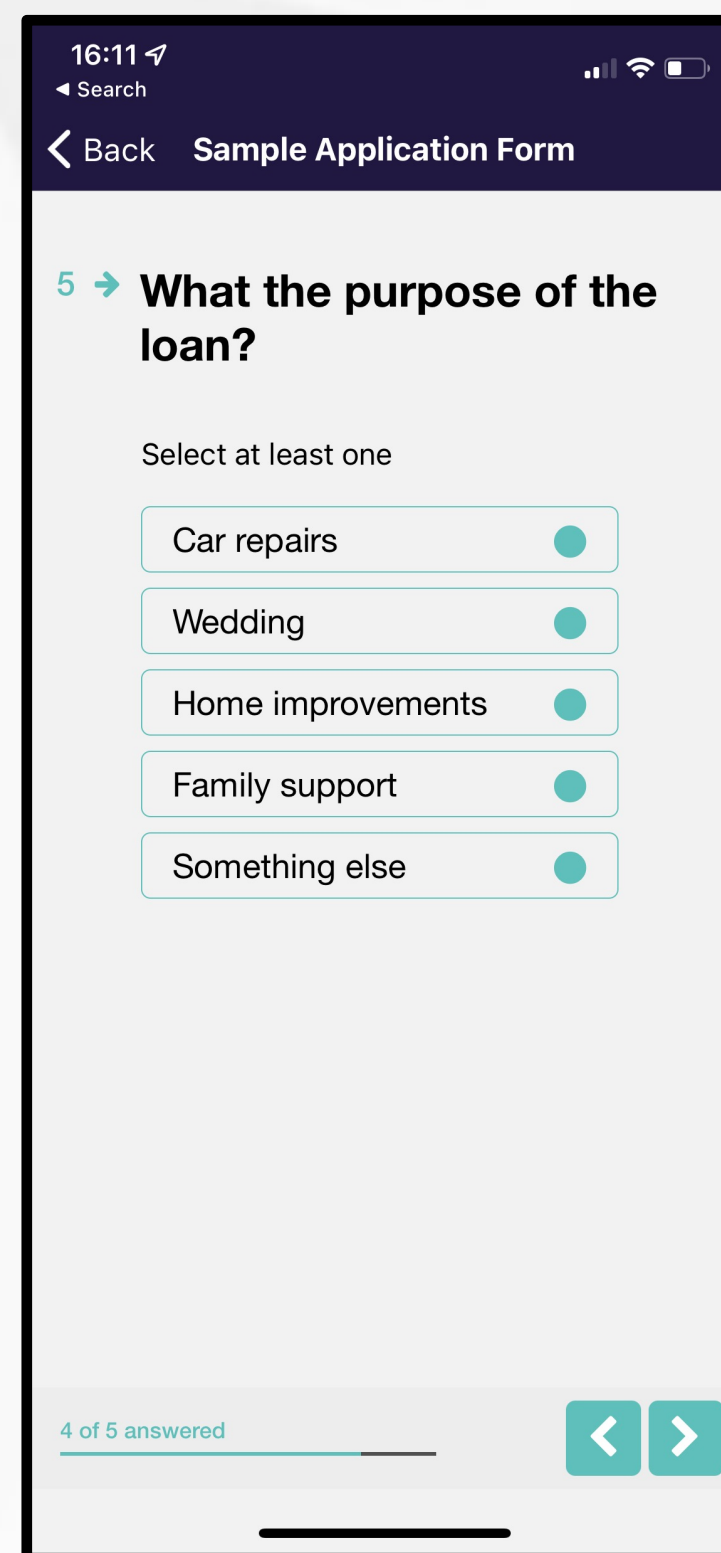 16:11
◀ Search
Back Sample Application Form
5 → What the purpose of the
loan?
Select at least one
Car repairs
Wedding
Home improvements
Family support
Something else
4 of 5 answered